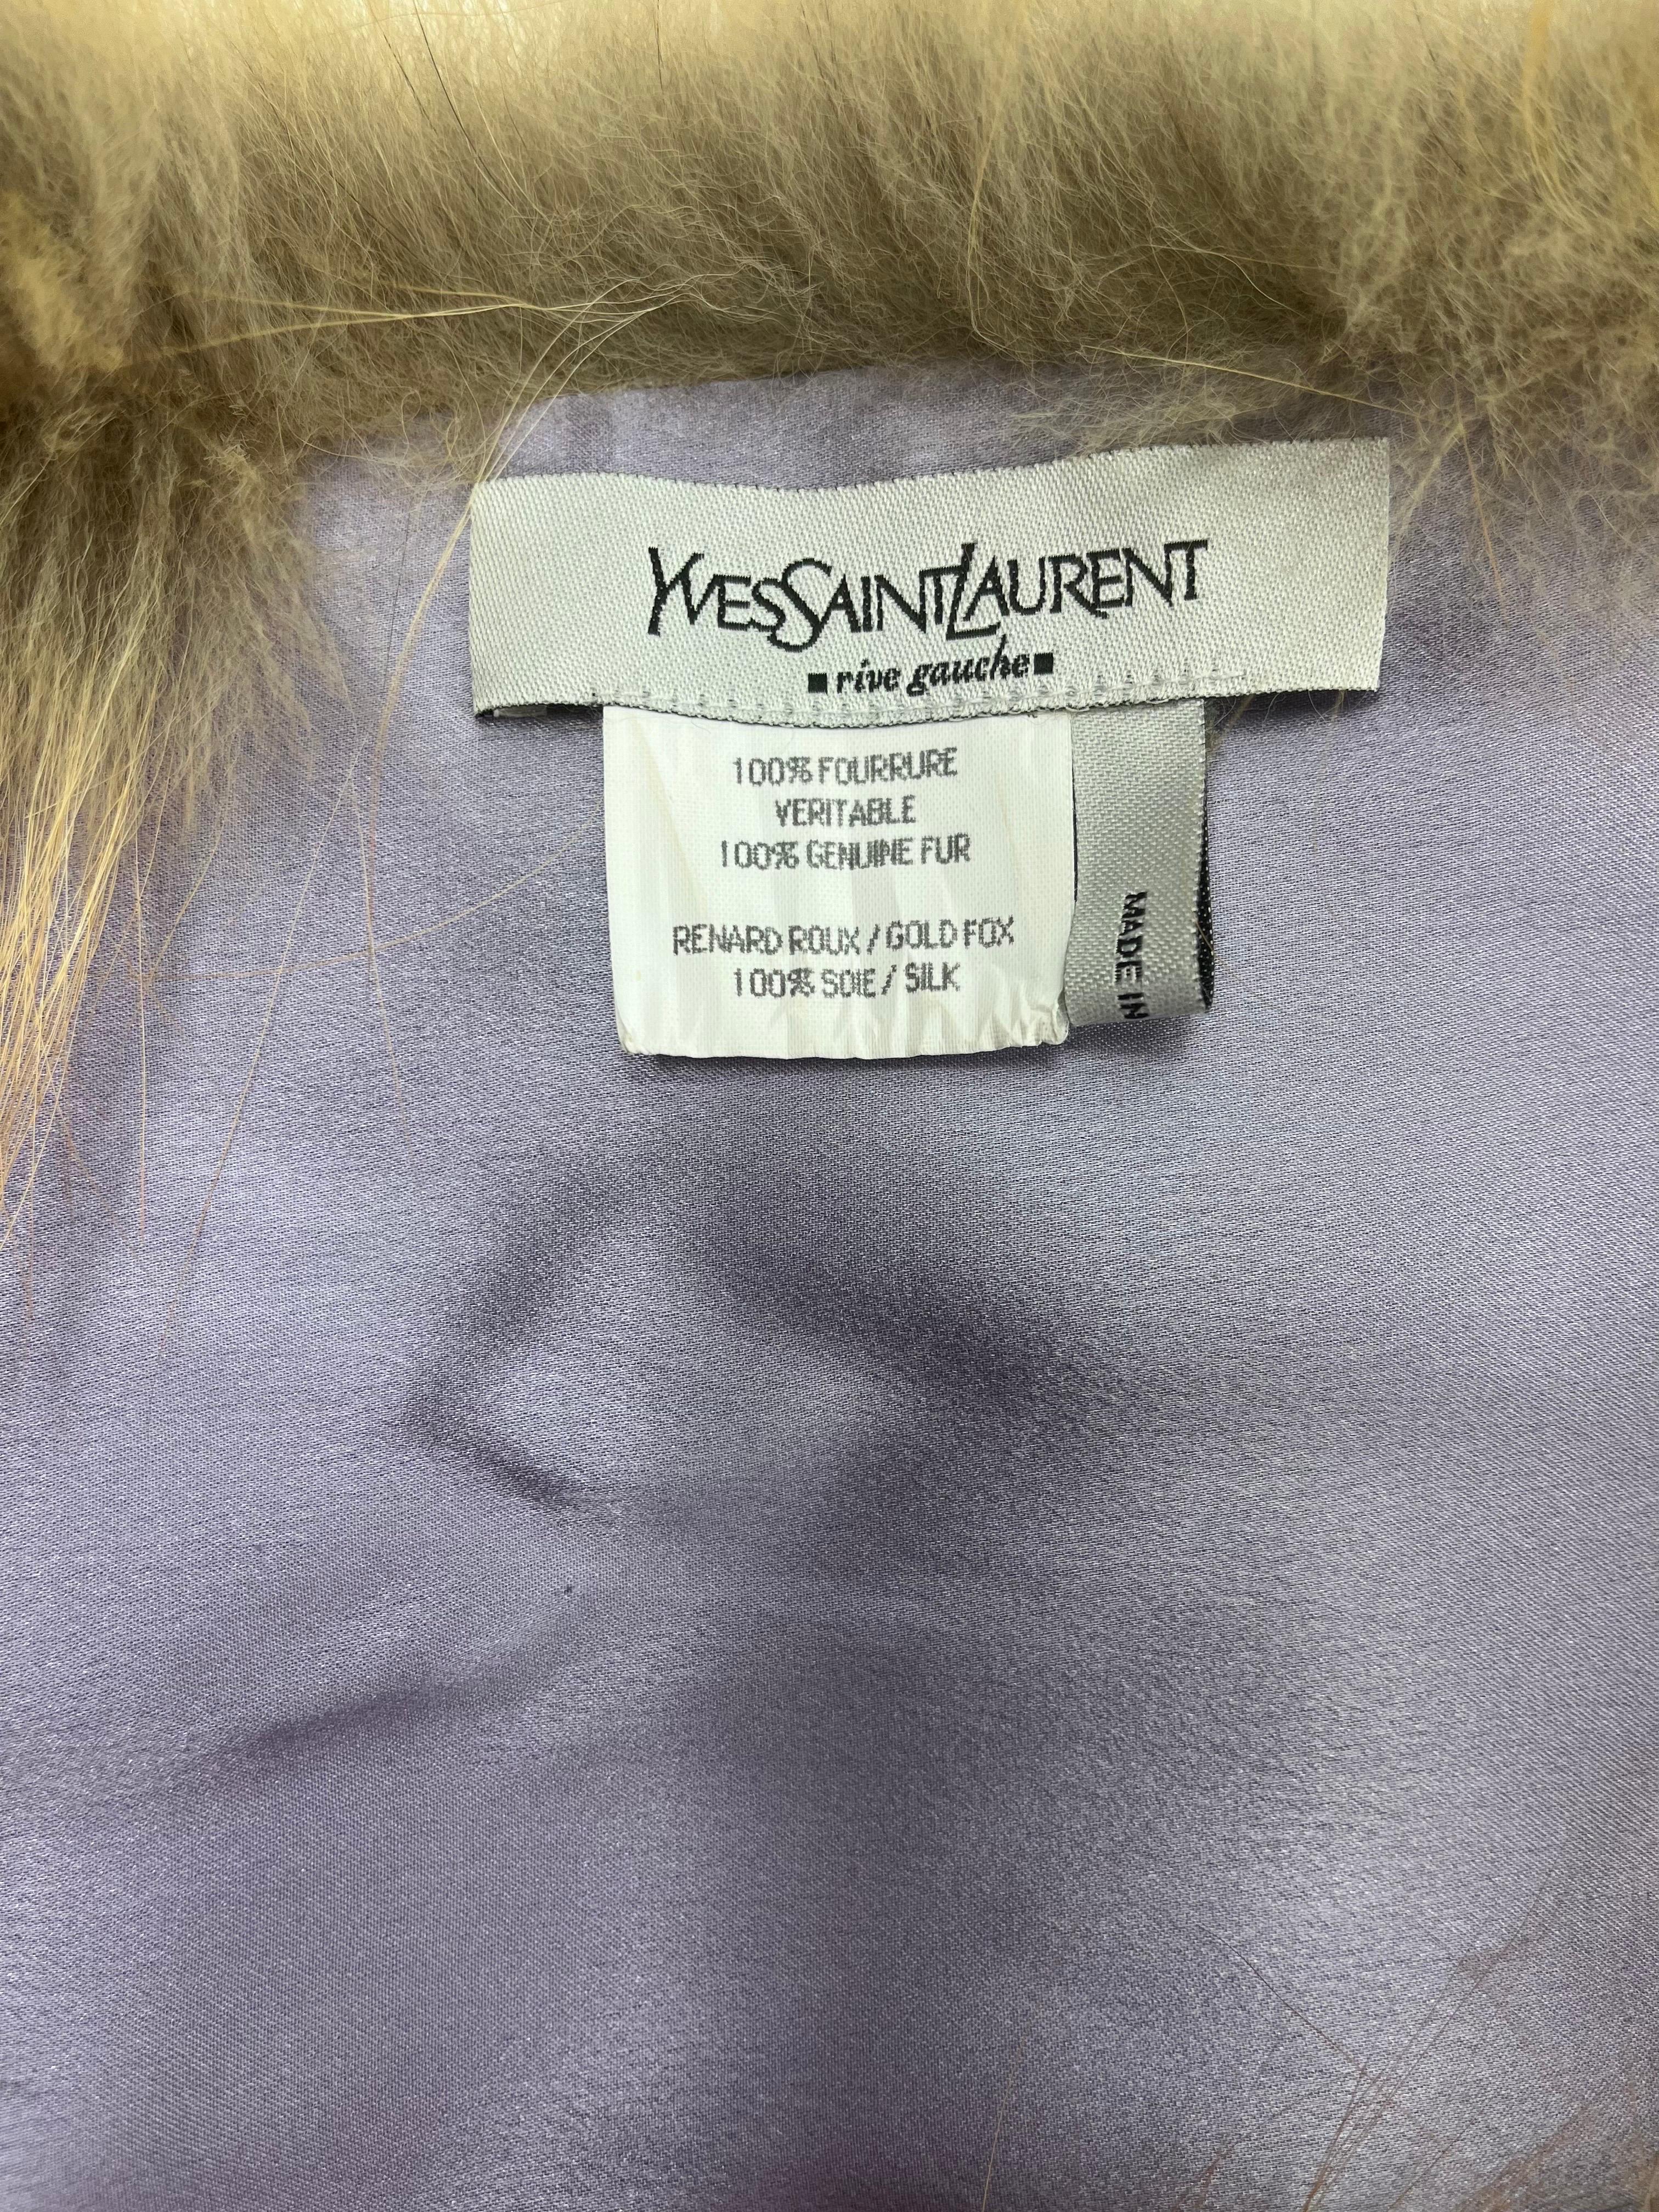 YVESSAINTLAURENT
rive gauche
100% FOURRURE
VERITABLE
100% GENUINE FUR
RENARD ROUX / GOLD FOX
100% SOIE / SILK
MADE IN